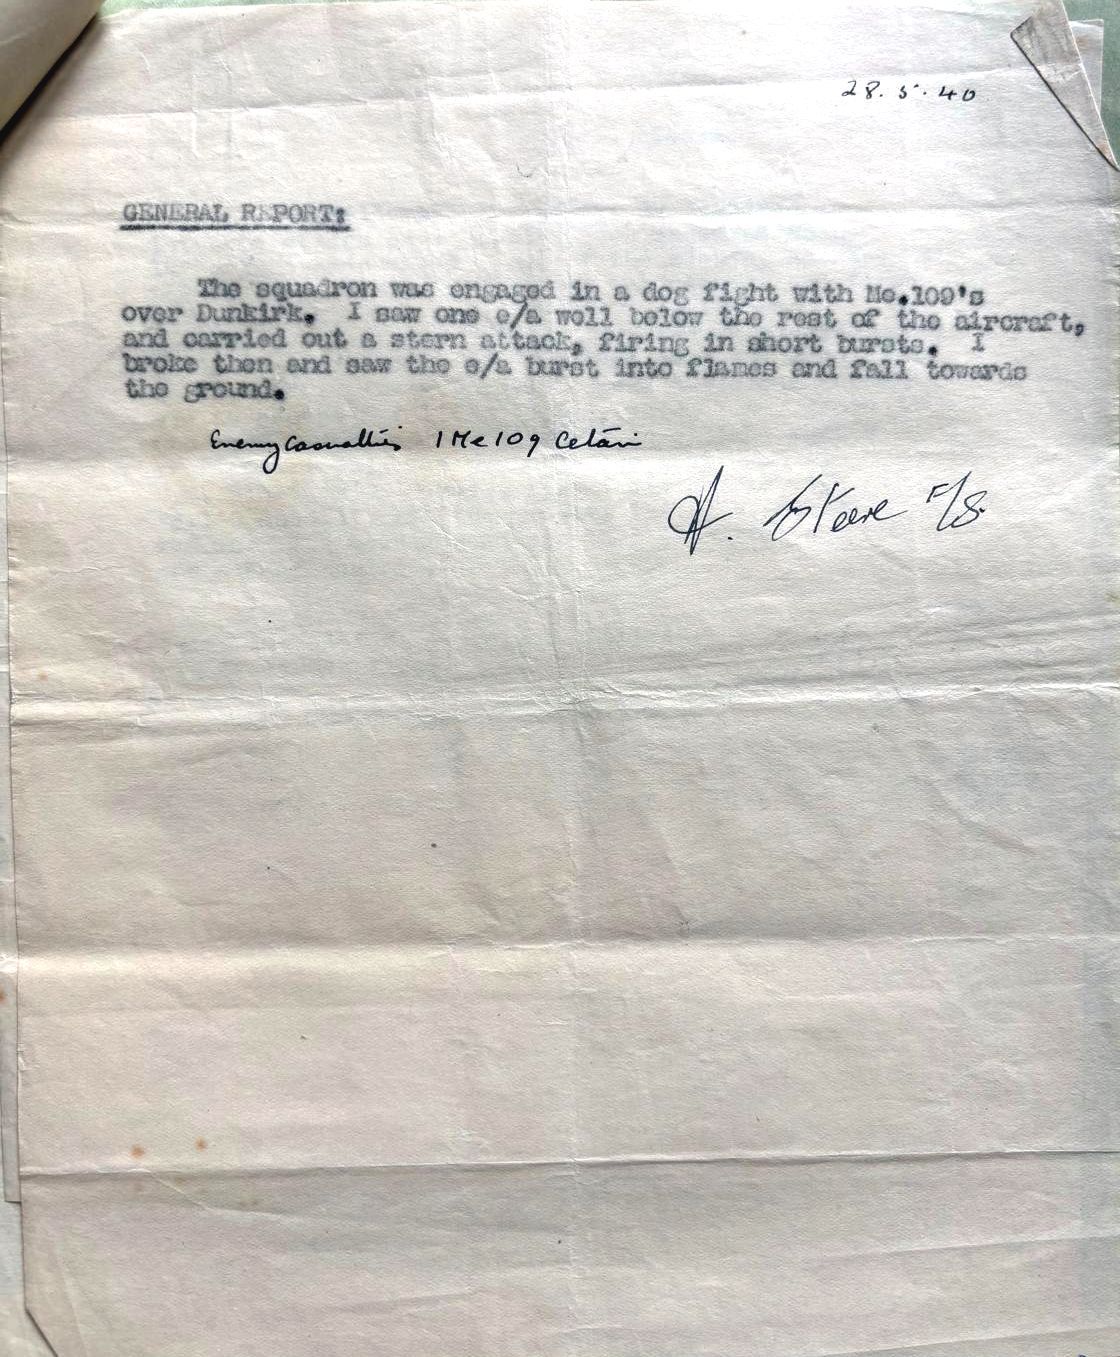 28.5.40
GENERAL REPORT:
The squadron was engaged in a dog fight with Me.109's
over Dunkirk. I saw one e/a well below the rest of the aircraft,
and carried out a stern attack, firing in short bursts. I
broke then and saw the e/a burst into flames and fall towards
the ground.
Enemy Casualties 1 Me 109 Cetain
H. Steere F/S.